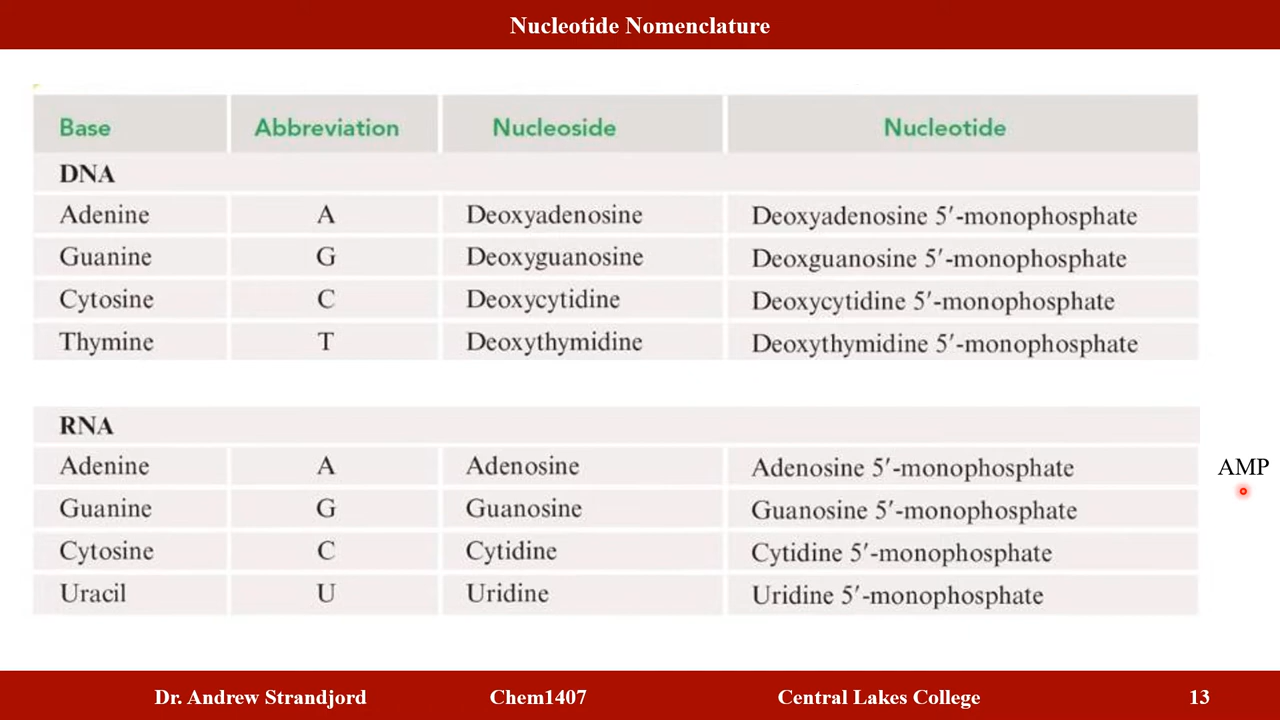 Nucleotide Nomenclature
Base Abbreviation Nucleoside Nucleotide
DNA
Adenine A Deoxyadenosine Deoxyadenosine 5′-monophosphate
Guanine G Deoxyguanosine Deoxguanosine 5′-monophosphate
Cytosine C Deoxycytidine Deoxycytidine 5′-monophosphate
Thymine T Deoxythymidine Deoxythymidine 5′-monophosphate
RNA
Adenine A Adenosine Adenosine 5′-monophosphate AMP
Guanine G Guanosine Guanosine 5′-monophosphate
Cytosine C Cytidine Cytidine 5′-monophosphate
Uracil U Uridine Uridine 5′-monophosphate
Dr. Andrew Strandjord Chem1407 Central Lakes College 13